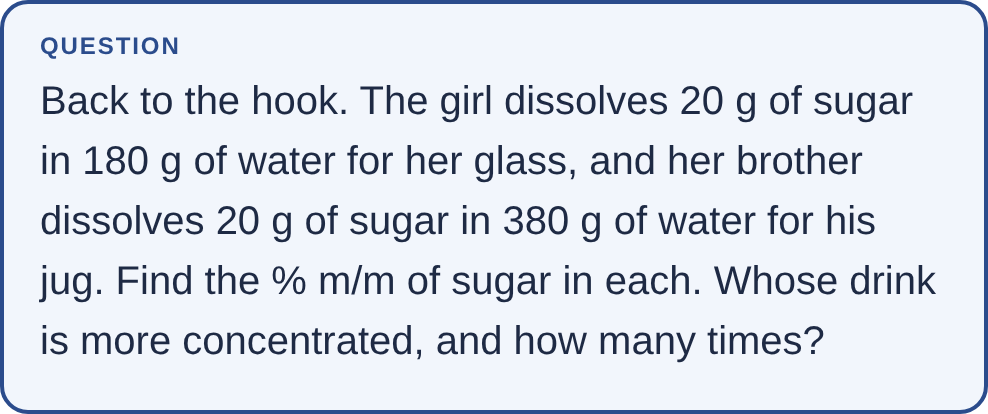 QUESTION
Back to the hook. The girl dissolves 20 g of sugar
in 180 g of water for her glass, and her brother
dissolves 20 g of sugar in 380 g of water for his
jug. Find the % m/m of sugar in each. Whose drink
is more concentrated, and how many times?